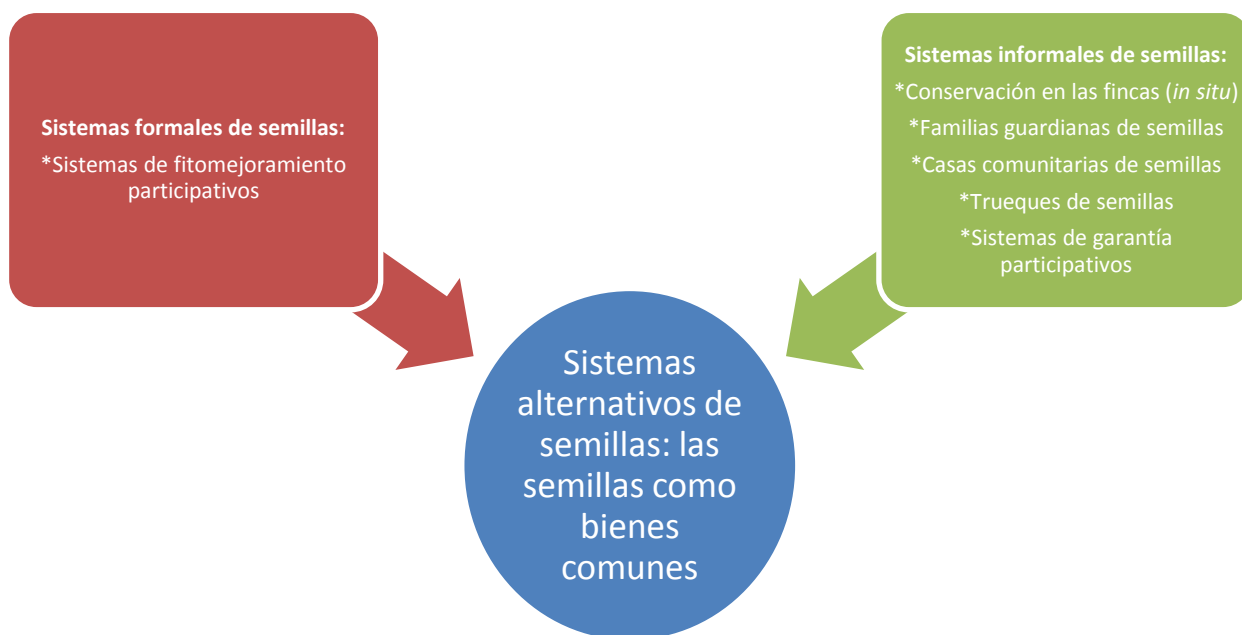 Sistemas formales de semillas:
*Sistemas de fitomejoramiento
participativos
Sistemas informales de semillas:
*Conservación en las fincas (in situ)
*Familias guardianas de semillas
*Casas comunitarias de semillas
*Trueques de semillas
*Sistemas de garantía
participativos
Sistemas
alternativos de
semillas: las
semillas como
bienes
comunes